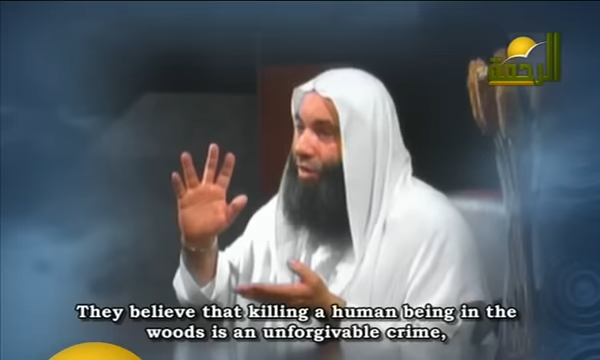 الرحمة
They believe that killing a human being in the
woods is an unforgivable crime,